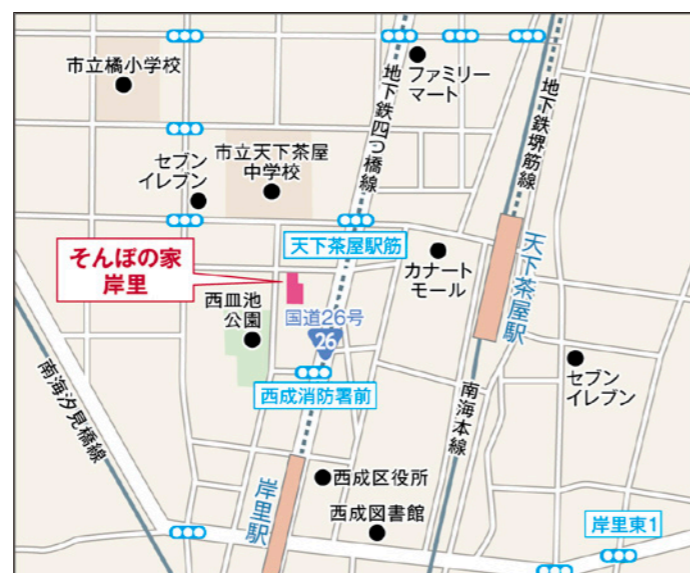 市立橘小学校
ファミリー
マート
地下鉄四つ橋線
地下鉄堺筋線
セブン
イレブン
市立天下茶屋
中学校
天下茶屋駅筋
カナート
モール
天下茶屋駅
そんぽの家
岸里
西皿池
公園
国道26号
26
西成消防署前
セブン
イレブン
南海汐見橋線
南海本線
岸里駅
西成区役所
西成図書館
岸里東1